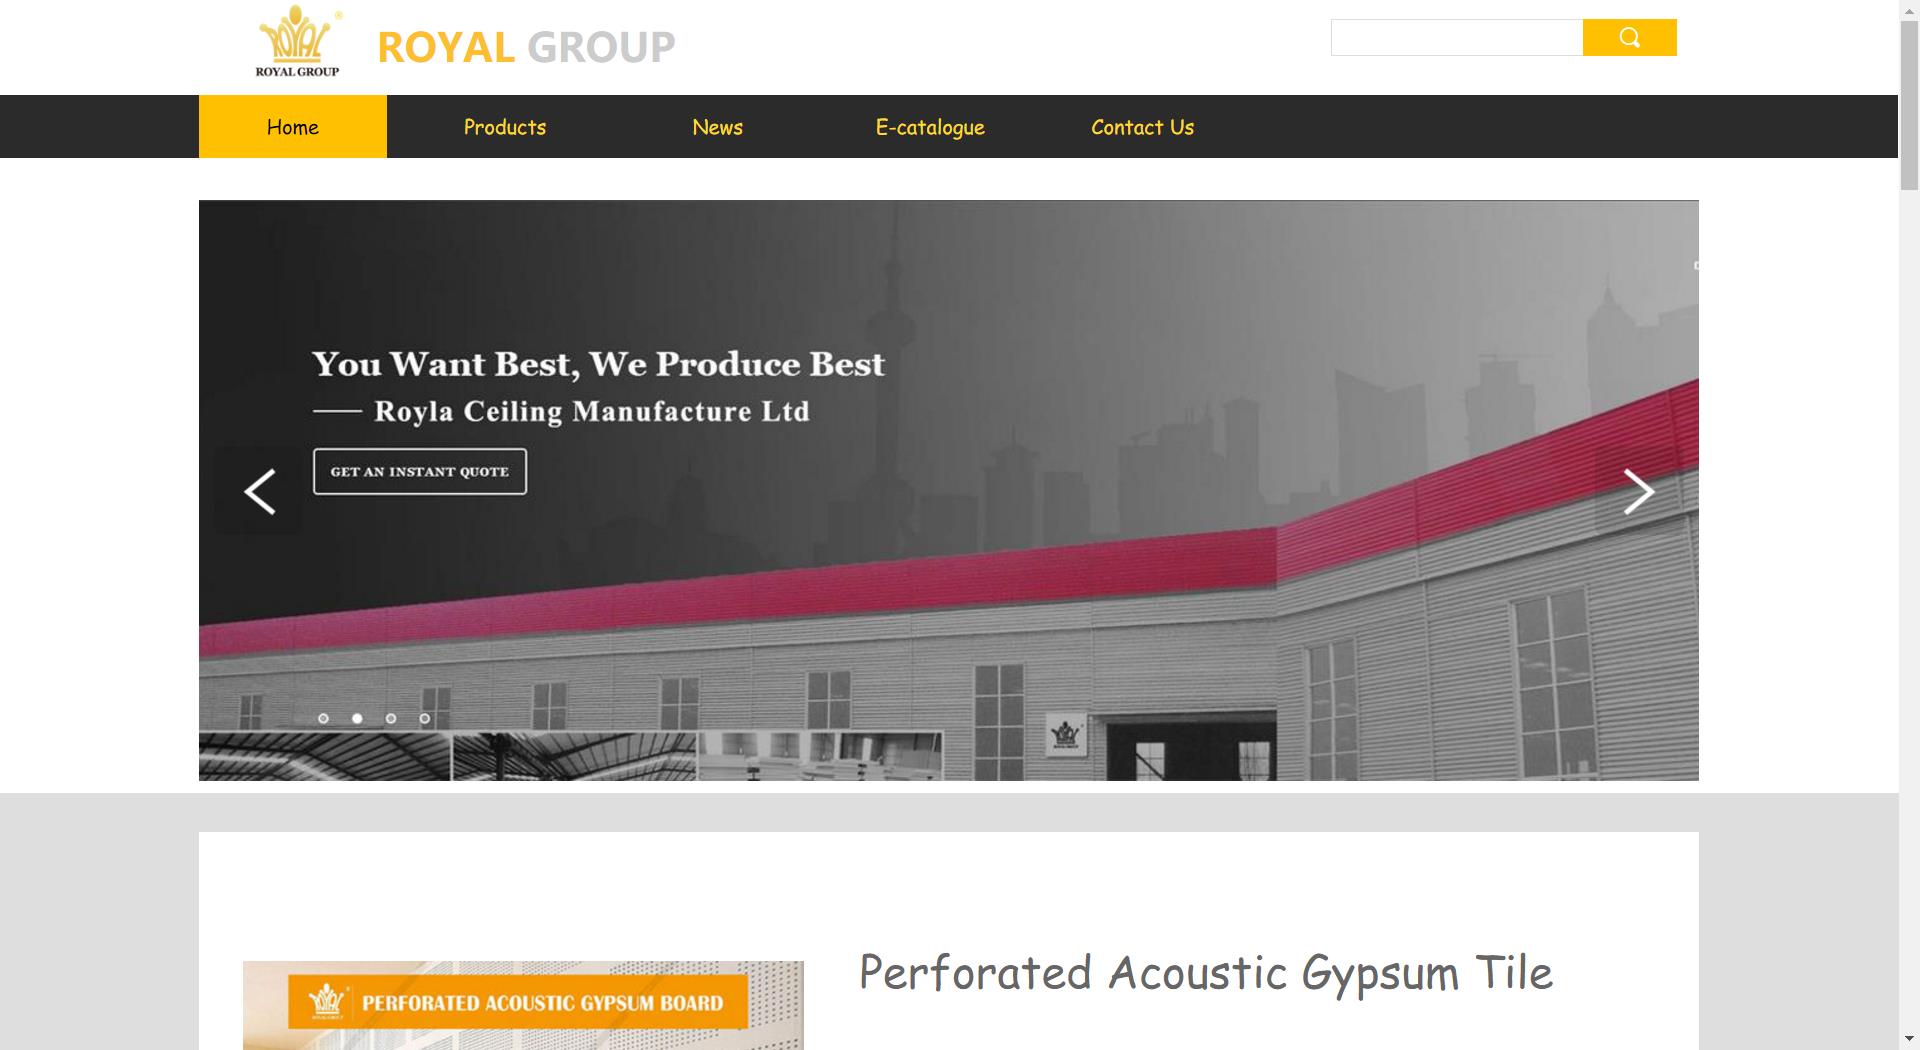 ROYAL
®
ROYAL GROUP
ROYAL GROUP
Home
Products
News
E-catalogue
Contact Us
You Want Best, We Produce Best
Royla Ceiling Manufacture Ltd
GET AN INSTANT QUOTE
PERFORATED ACOUSTIC GYPSUM BOARD
Perforated Acoustic Gypsum Tile